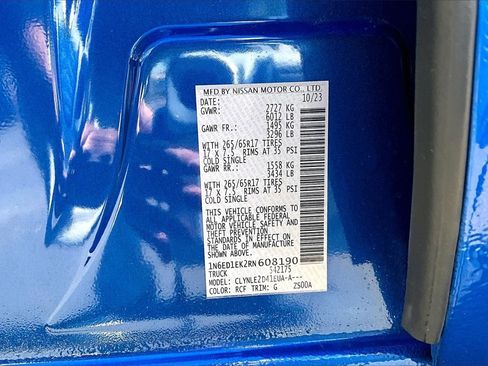 MFD BY NISSAN MOTOR CO., LTD.
DATE: 10/23
GVWR: 2727 KG
6012 LB
GAWR FR.: 1495 KG
3296 LB
WITH 265/65R17 TIRES
17 X 7.5 RIMS AT 35 PSI
COLD SINGLE
GAWR RR.: 1558 KG
3434 LB
WITH 265/65R17 TIRES
17 X 7.5 RIMS AT 35 PSI
COLD SINGLE
THIS VEHICLE CONFORMS TO
ALL APPLICABLE FEDERAL
MOTOR VEHICLE SAFETY AND
THEFT PREVENTION
STANDARDS IN EFFECT ON
THE DATE OF MANUFACTURE
SHOWN ABOVE.
1N6ED1EK2RN608190
TRUCK 542175
MODEL: CLYNLE2D41EUA-A---
COLOR: RCF TRIM: G ZS00A